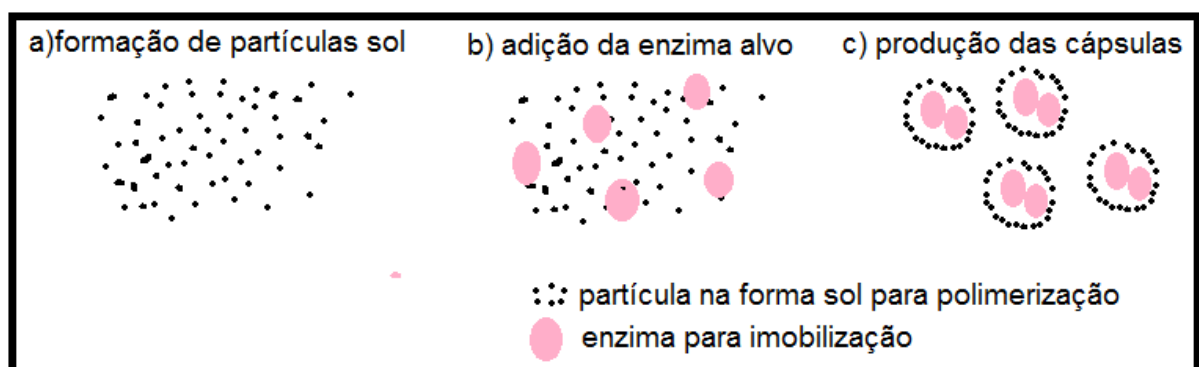 a)formação de partículas sol
b) adição da enzima alvo
c) produção das cápsulas
partícula na forma sol para polimerização
enzima para imobilização